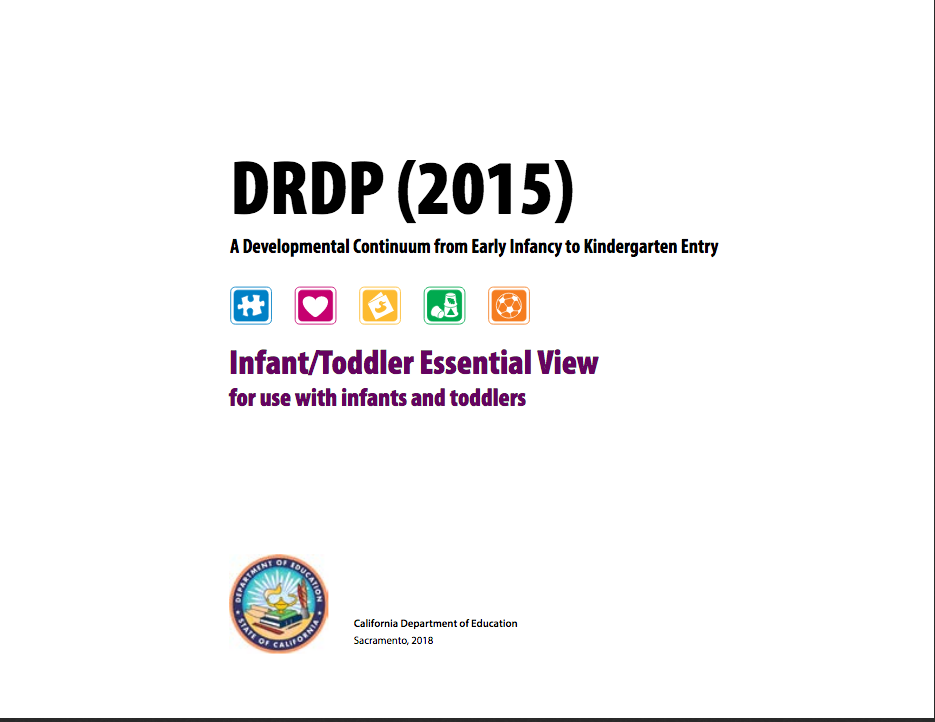 DRDP (2015)
A Developmental Continuum from Early Infancy to Kindergarten Entry
Infant/Toddler Essential View
for use with infants and toddlers
DEPARTMENT OF EDUCATION
STATE OF CALIFORNIA
California Department of Education
Sacramento, 2018